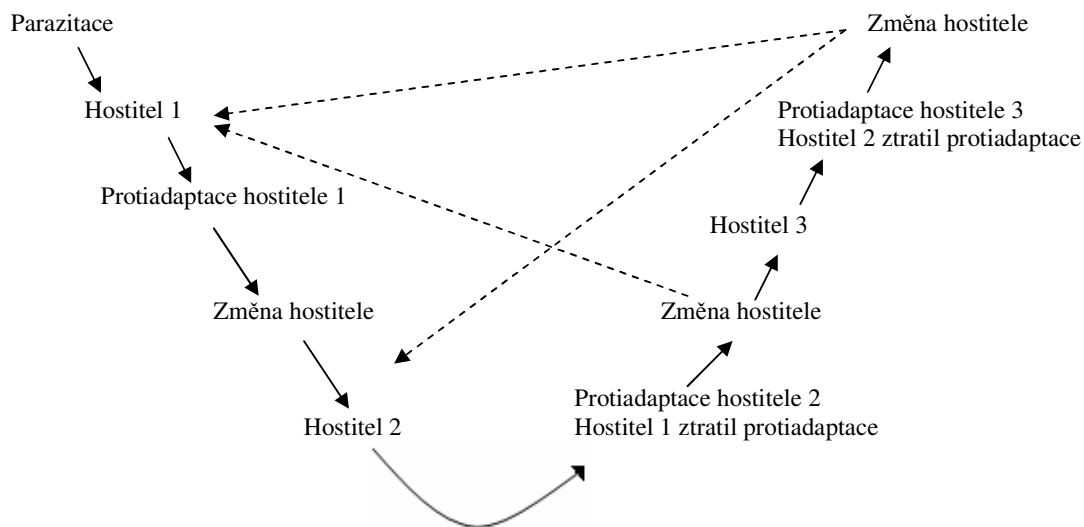 Parazitace
Změna hostitele
Hostitel 1
Protiadaptace hostitele 3
Hostitel 2 ztratil protiadaptace
Protiadaptace hostitele 1
Hostitel 3
Změna hostitele
Změna hostitele
Protiadaptace hostitele 2
Hostitel 1 ztratil protiadaptace
Hostitel 2